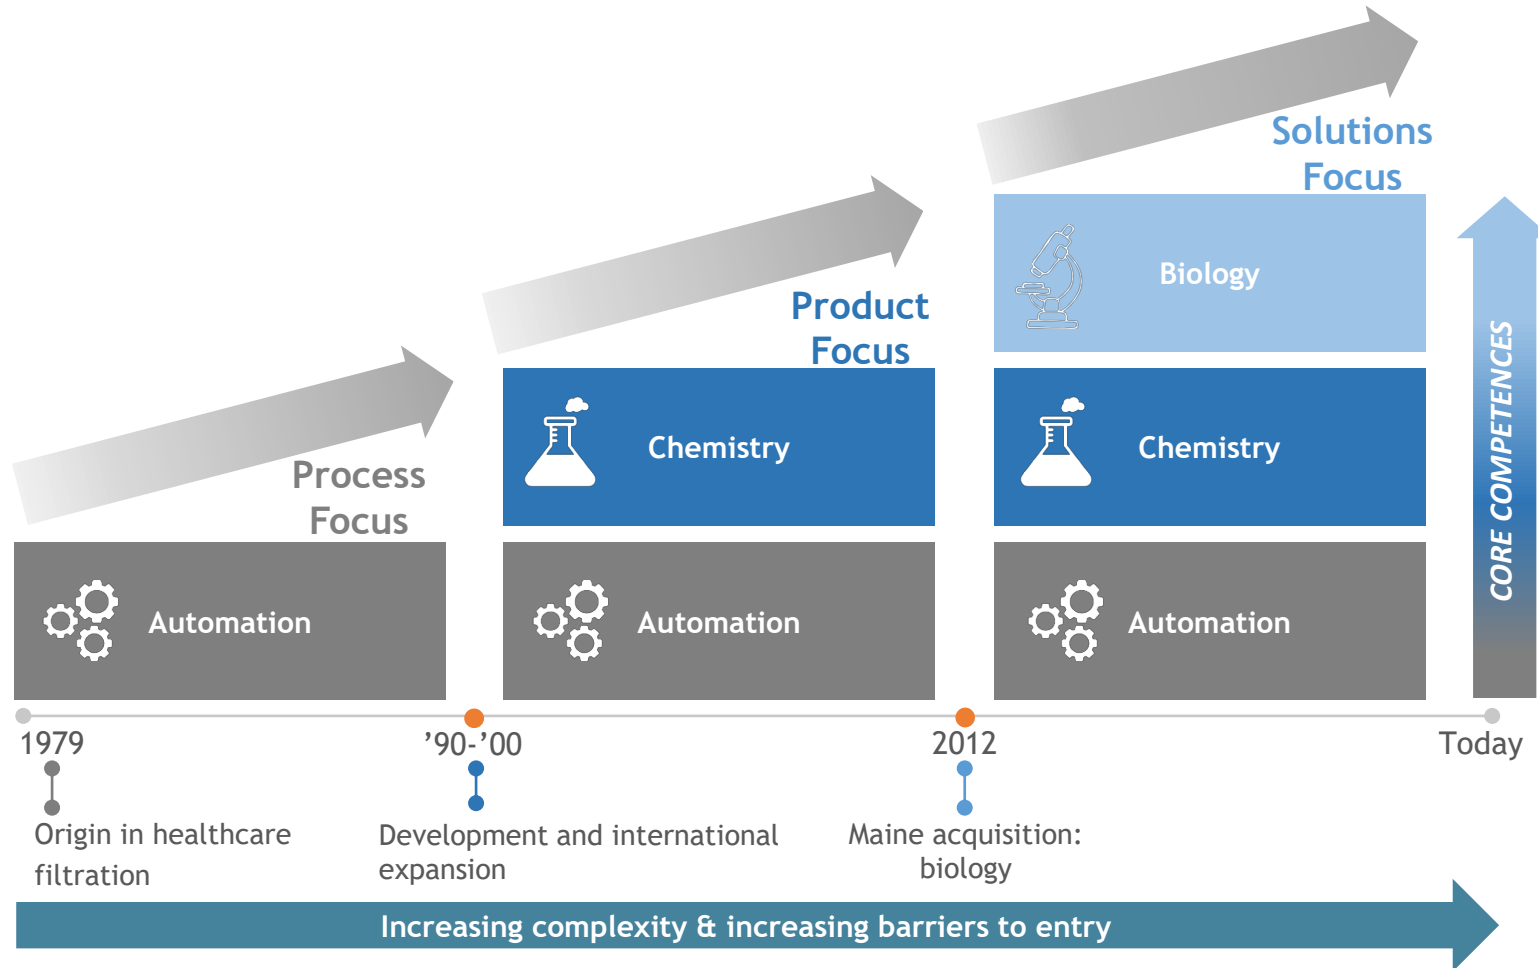 Solutions
Focus
Biology
Product
Focus
Chemistry
Chemistry
Process
Focus
Automation
Automation
Automation
CORE COMPETENCES
1979
’90-’00
2012
Today
Origin in healthcare
filtration
Development and international
expansion
Maine acquisition:
biology
Increasing complexity & increasing barriers to entry